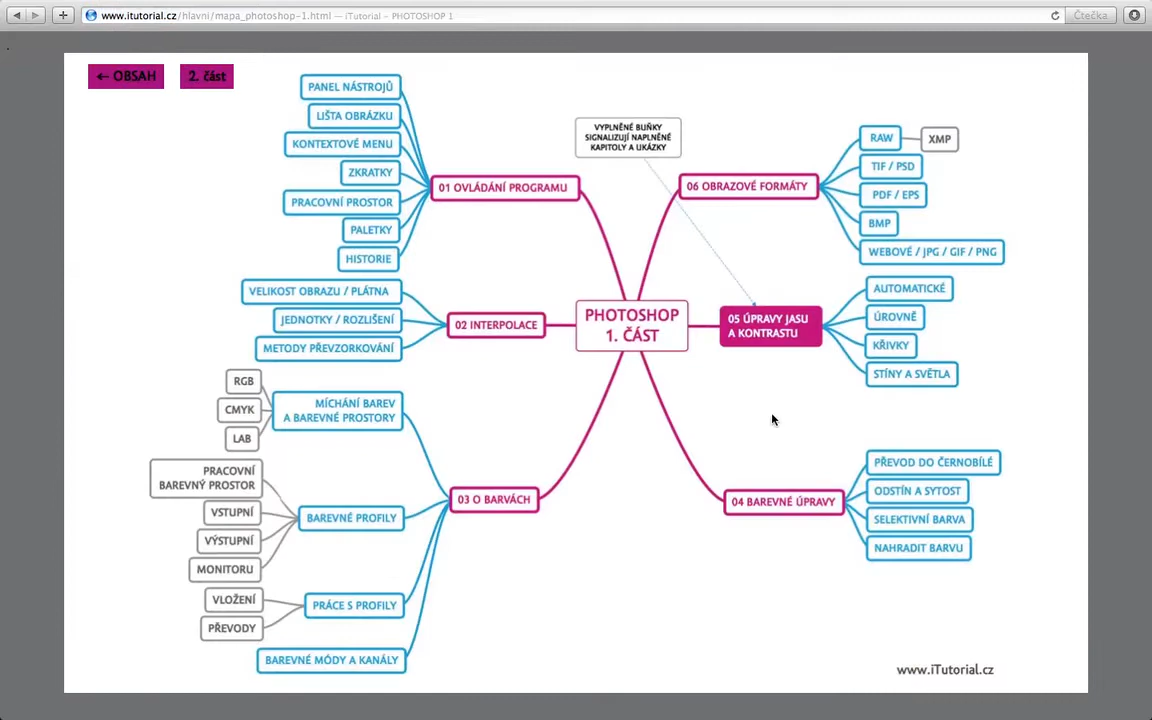 www.itutorial.cz/hlavni/mapa_photoshop-1.html — iTutorial – PHOTOSHOP 1
Čtečka
← OBSAH
2. část
PANEL NÁSTROJŮ
LIŠTA OBRÁZKU
KONTEXTOVÉ MENU
ZKRATKY
PRACOVNÍ PROSTOR
PALETKY
HISTORIE
01 OVLÁDÁNÍ PROGRAMU
VYPLNĚNÉ BUŇKY
SIGNALIZUJÍ NAPLNĚNÉ
KAPITOLY A UKÁZKY
06 OBRAZOVÉ FORMÁTY
RAW
XMP
TIF / PSD
PDF / EPS
BMP
WEBOVÉ / JPG / GIF / PNG
VELIKOST OBRAZU / PLÁTNA
JEDNOTKY / ROZLIŠENÍ
METODY PŘEVZORKOVÁNÍ
02 INTERPOLACE
PHOTOSHOP
1. ČÁST
05 ÚPRAVY JASU
A KONTRASTU
AUTOMATICKÉ
ÚROVNĚ
KŘIVKY
STÍNY A SVĚTLA
RGB
CMYK
LAB
MÍCHÁNÍ BAREV
A BAREVNÉ PROSTORY
PRACOVNÍ
BAREVNÝ PROSTOR
VSTUPNÍ
VÝSTUPNÍ
MONITORU
BAREVNÉ PROFILY
03 O BARVÁCH
VLOŽENÍ
PŘEVODY
PRÁCE S PROFILY
BAREVNÉ MÓDY A KANÁLY
04 BAREVNÉ ÚPRAVY
PŘEVOD DO ČERNOBÍLÉ
ODSTÍN A SYTOST
SELEKTIVNÍ BARVA
NAHRADIT BARVU
www.iTutorial.cz